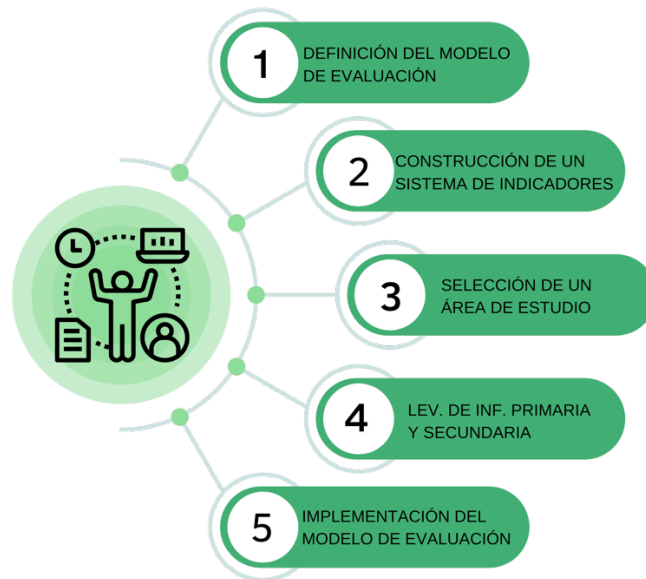 1
DEFINICIÓN DEL MODELO
DE EVALUACIÓN
2
CONSTRUCCIÓN DE UN
SISTEMA DE INDICADORES
3
SELECCIÓN DE UN
ÁREA DE ESTUDIO
4
LEV. DE INF. PRIMARIA
Y SECUNDARIA
5
IMPLEMENTACIÓN DEL
MODELO DE EVALUACIÓN